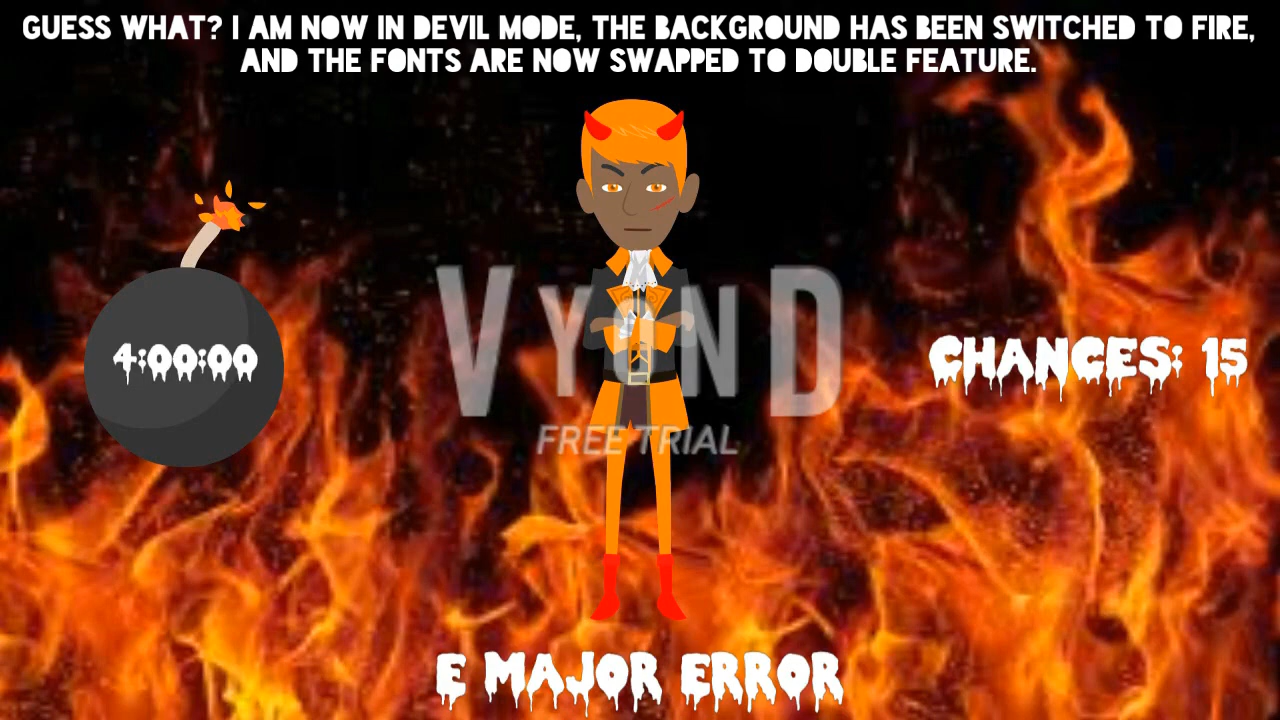 GUESS WHAT? I AM NOW IN DEVIL MODE, THE BACKGROUND HAS BEEN SWITCHED TO FIRE,
AND THE FONTS ARE NOW SWAPPED TO DOUBLE FEATURE.
4:00:00
VYOND
FREE TRIAL
CHANCES: 15
E MAJOR ERROR